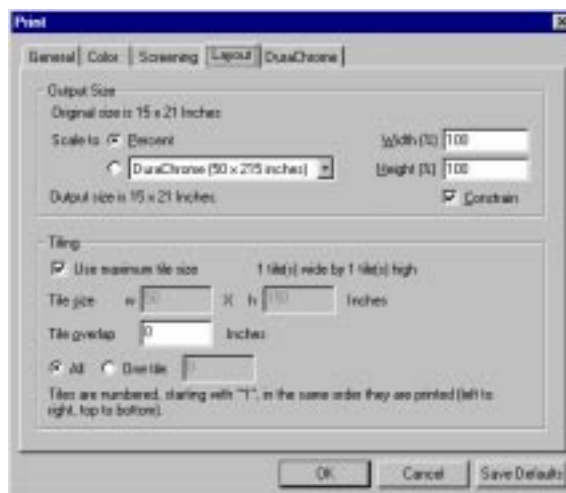 Print
General Color Screening Layout DuraChrome
Output Size
Original size is 15 x 21 Inches
Scale to: Percent Width (%) 100
DuraChrome (50 x 215 inches) Height (%) 100
Output size is 15 x 21 Inches Constrain
Tiling
Use maximum tile size 1 tile(s) wide by 1 tile(s) high
Tile size w 50 X h 150 Inches
Tile overlap 0 Inches
All One tile
Tiles are numbered, starting with "1", in the same order they are printed (left to
right, top to bottom).
OK Cancel Save Defaults